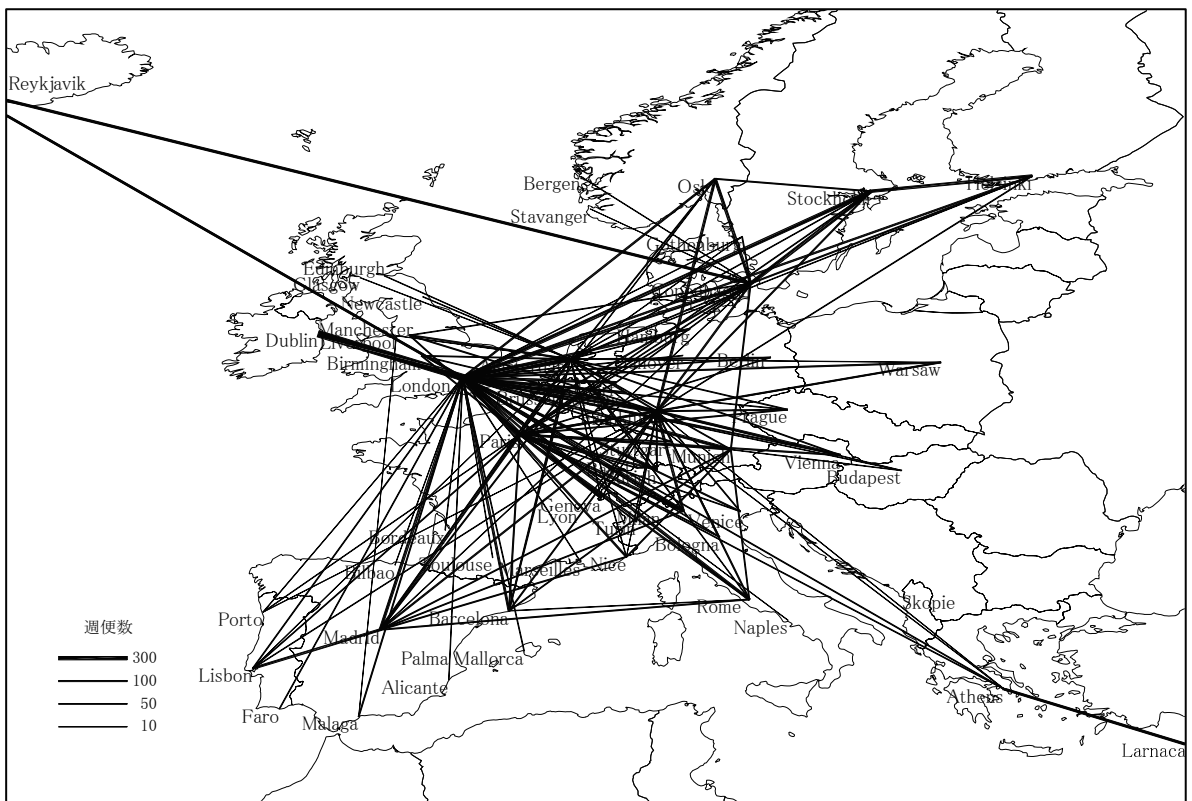 Reykjavik
Bergen
Oslo
Stockholm
Helsinki
Stavanger
Gothenburg
Edinburgh
Glasgow
Newcastle
Manchester
Dublin
Liverpool
Hamburg
Birmingham
Berlin
Warsaw
London
Prague
Paris
Munich
Vienna
Budapest
Geneva
Lyon
Turin
Venice
Bordeaux
Bologna
Bilbao
Toulouse
Marseilles
Nice
Porto
Barcelona
Rome
Skopie
Madrid
Naples
週便数
300
100
50
10
Lisbon
Palma Mallorca
Alicante
Athens
Faro
Malaga
Larnaca